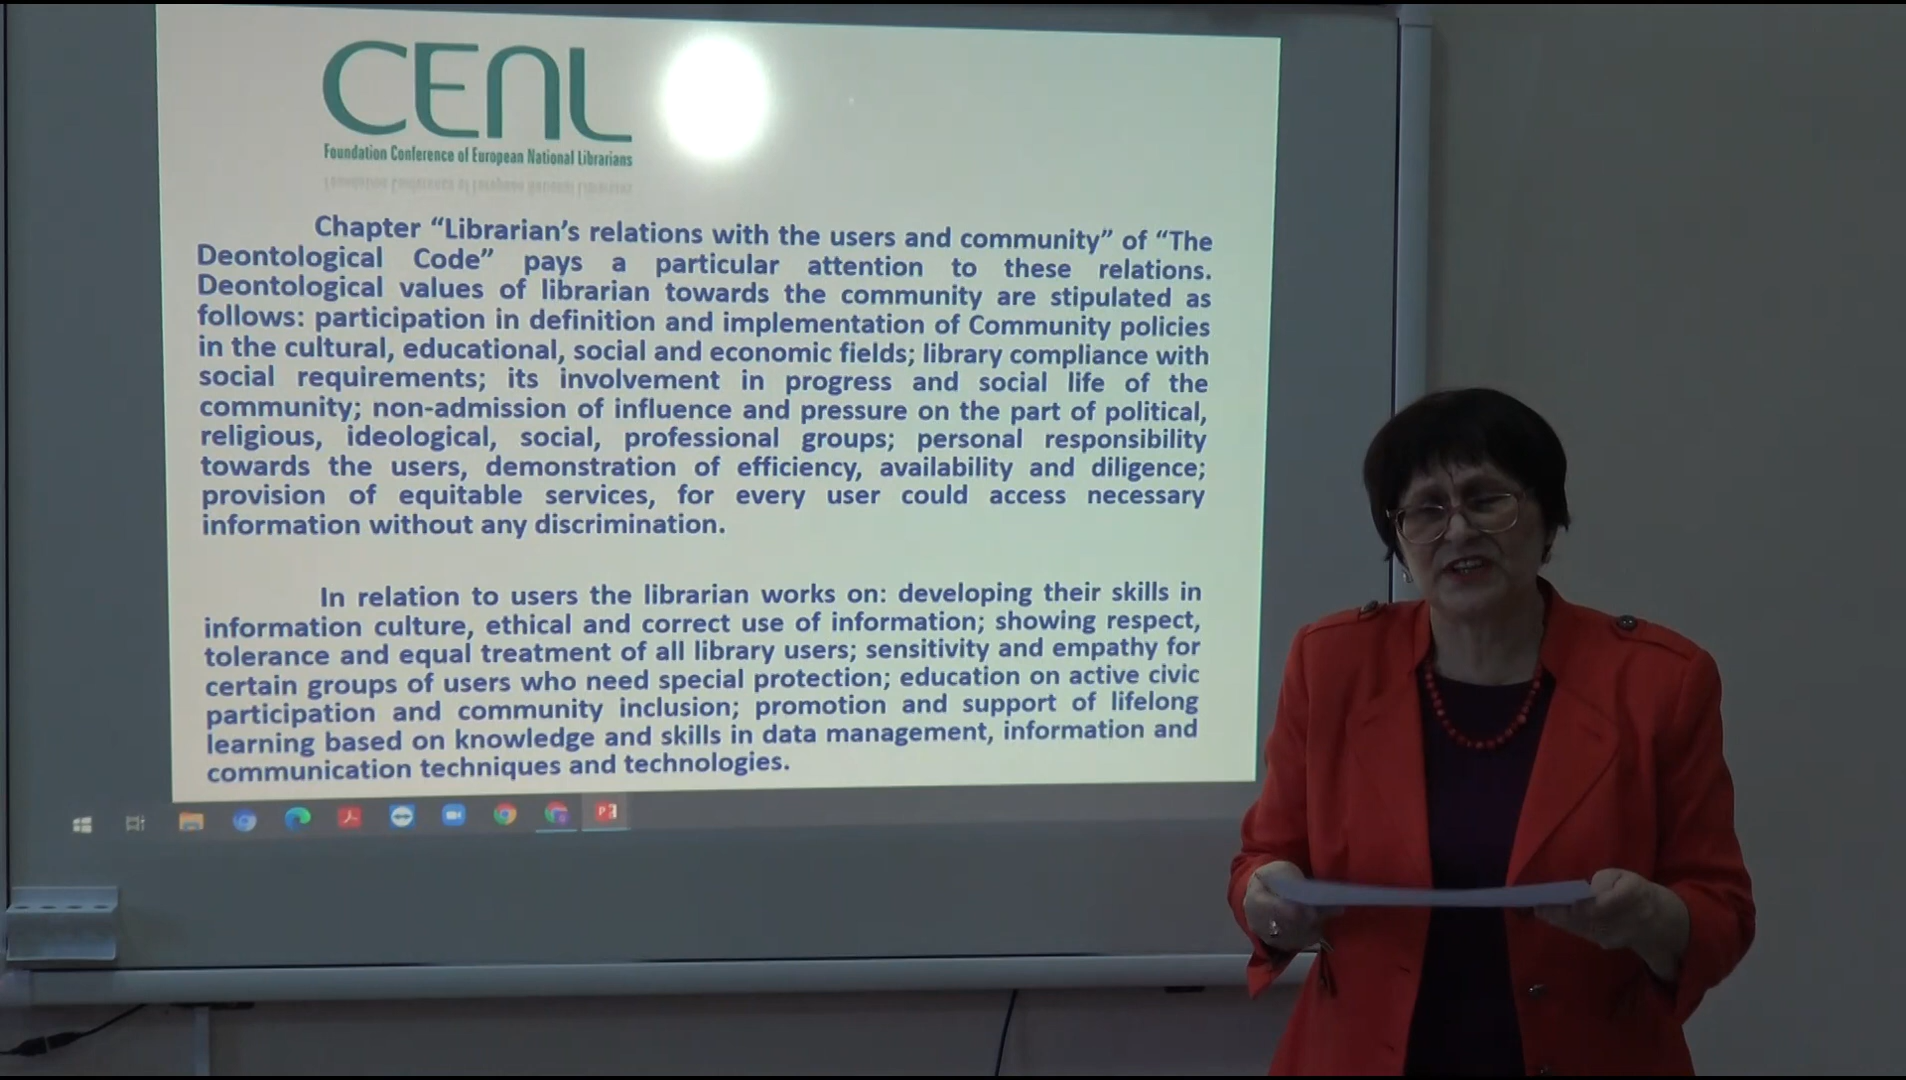 CENL
Foundation Conference of European National Librarians
Chapter “Librarian’s relations with the users and community” of “The
Deontological Code” pays a particular attention to these relations.
Deontological values of librarian towards the community are stipulated as
follows: participation in definition and implementation of Community policies
in the cultural, educational, social and economic fields; library compliance with
social requirements; its involvement in progress and social life of the
community; non-admission of influence and pressure on the part of political,
religious, ideological, social, professional groups; personal responsibility
towards the users, demonstration of efficiency, availability and diligence;
provision of equitable services, for every user could access necessary
information without any discrimination.
In relation to users the librarian works on: developing their skills in
information culture, ethical and correct use of information; showing respect,
tolerance and equal treatment of all library users; sensitivity and empathy for
certain groups of users who need special protection; education on active civic
participation and community inclusion; promotion and support of lifelong
learning based on knowledge and skills in data management, information and
communication techniques and technologies.